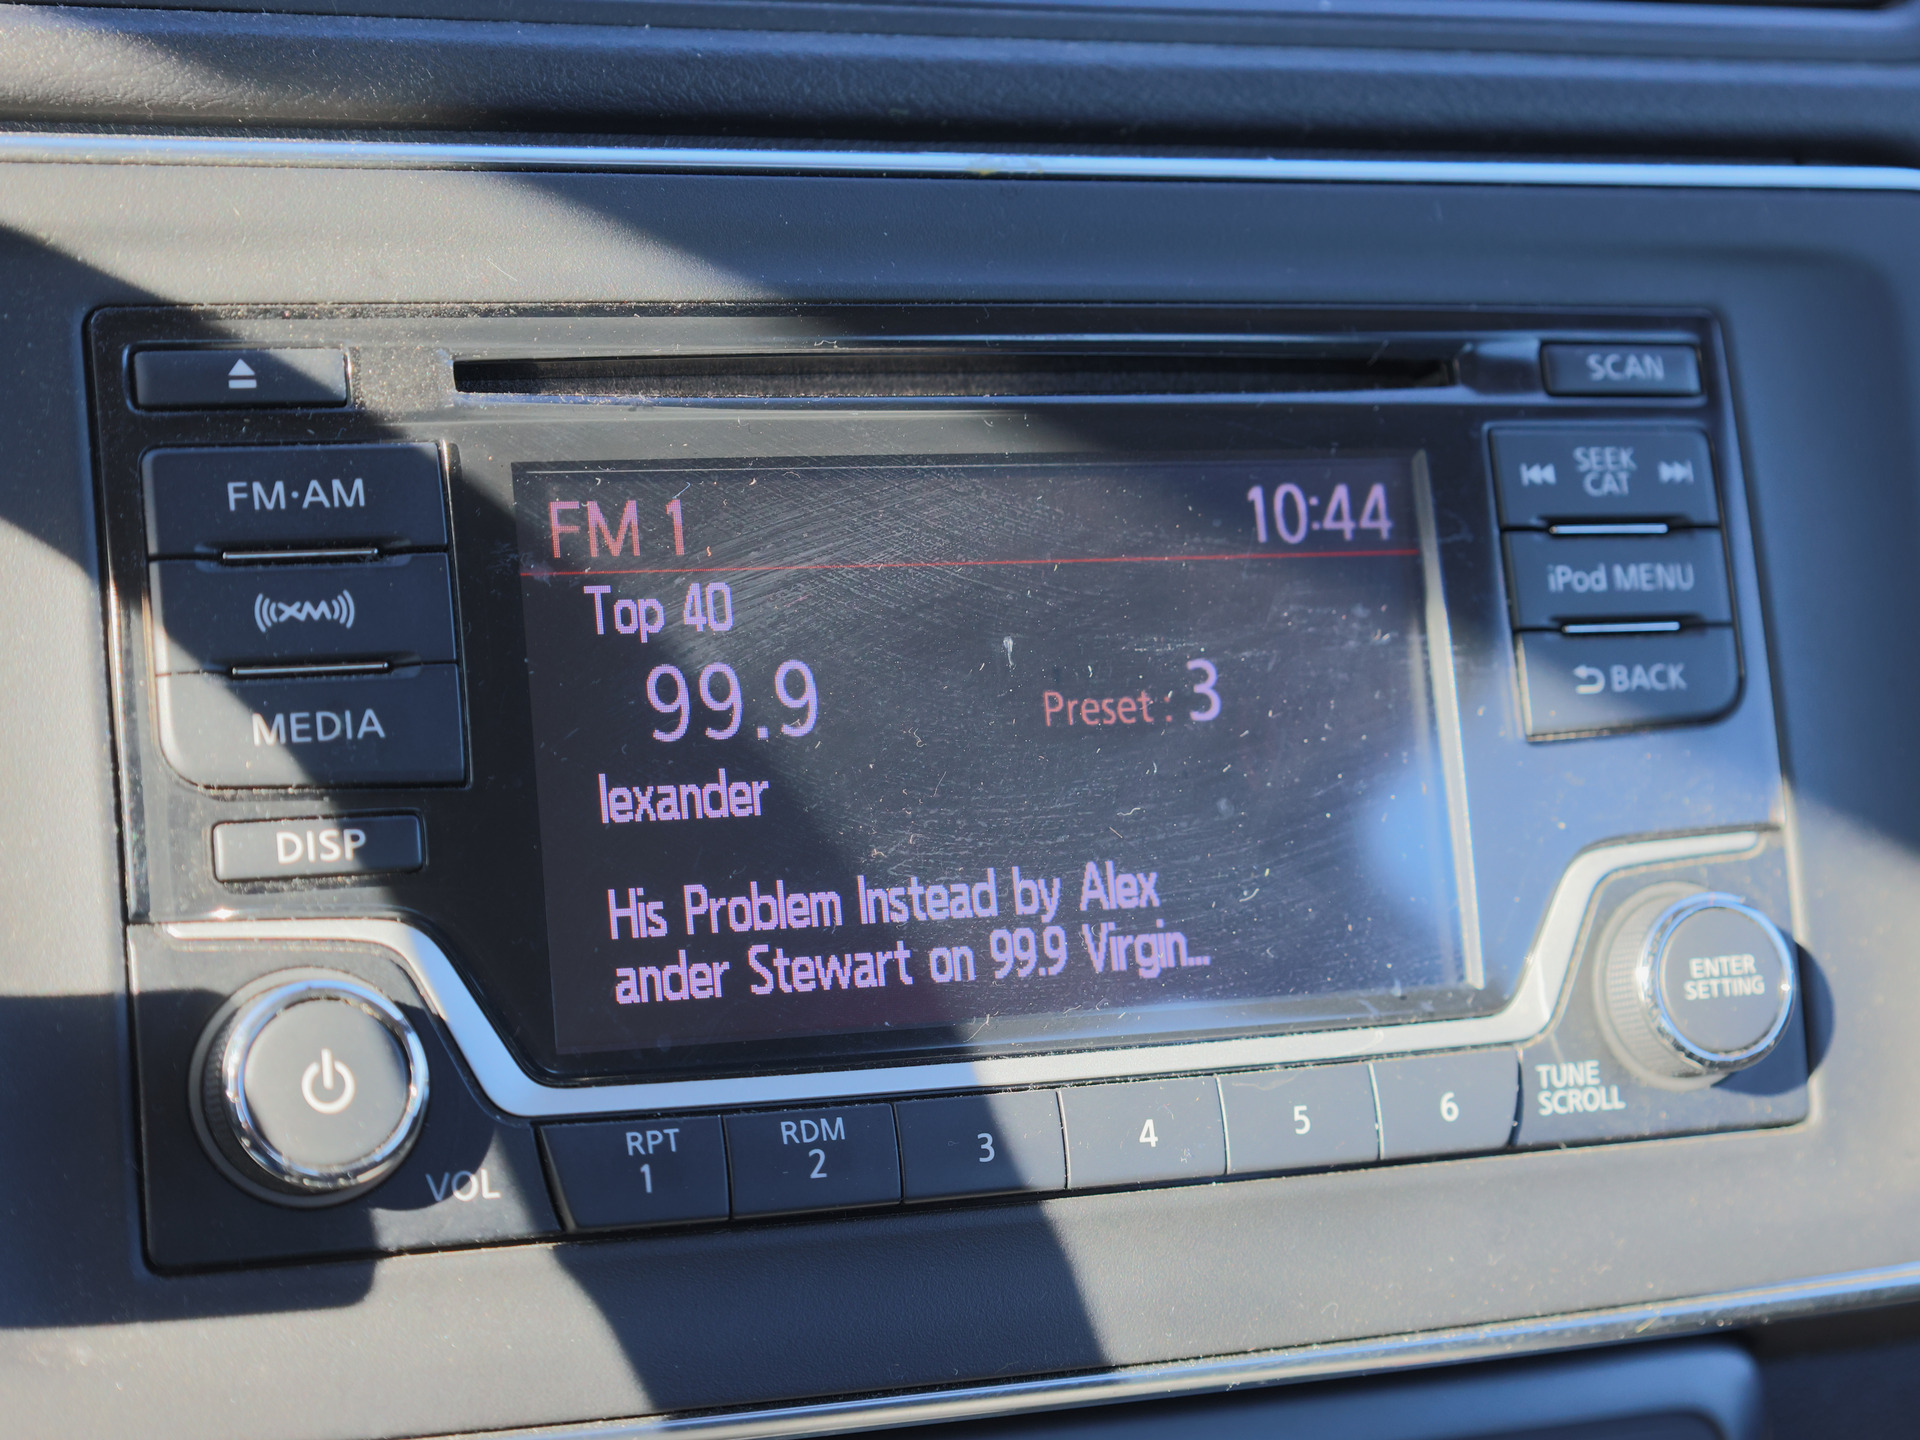 SCAN
FM·AM
SEEK
CAT
FM 1 10:44
XM
iPod MENU
Top 40
99.9 Preset : 3
BACK
MEDIA
lexander
DISP
His Problem Instead by Alex
ander Stewart on 99.9 Virgin...
ENTER
SETTING
TUNE
SCROLL
VOL
RPT
1
RDM
2
3
4
5
6